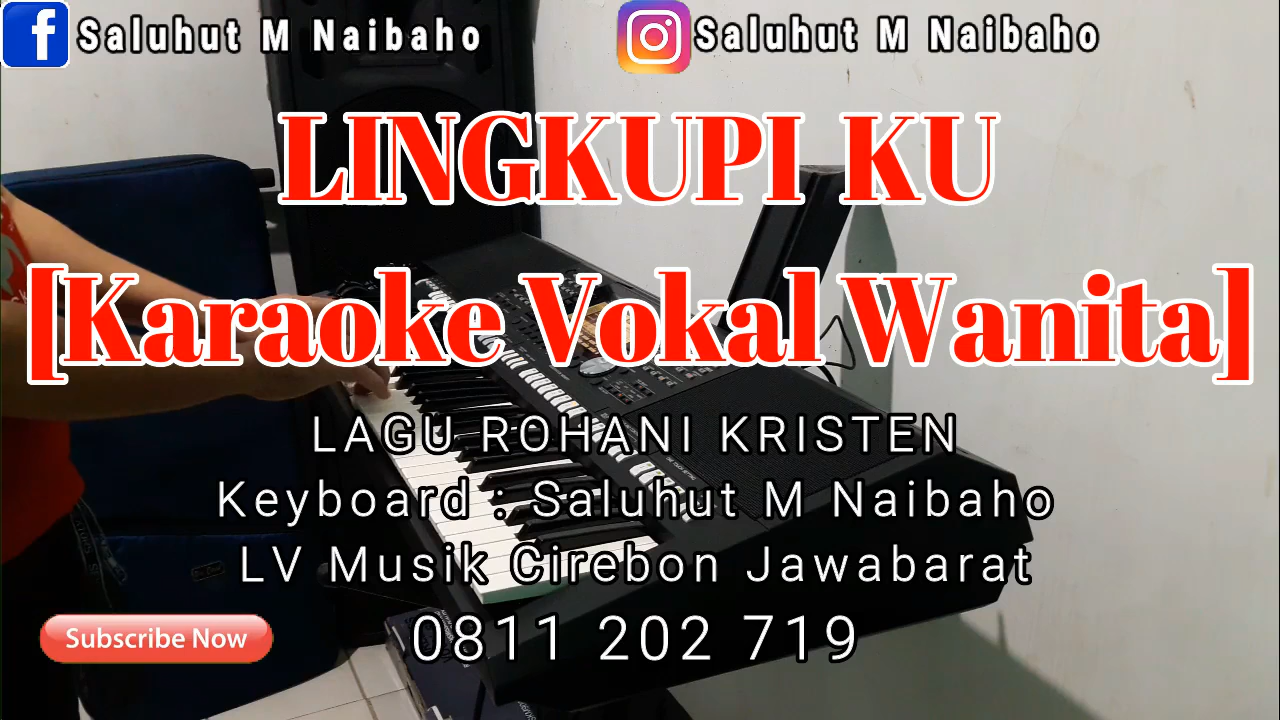 Saluhut M Naibaho
Saluhut M Naibaho
LINGKUPI KU
[Karaoke Vokal Wanita]
LAGU ROHANI KRISTEN
Keyboard : Saluhut M Naibaho
LV Musik Cirebon Jawabarat
Subscribe Now
0811 202 719